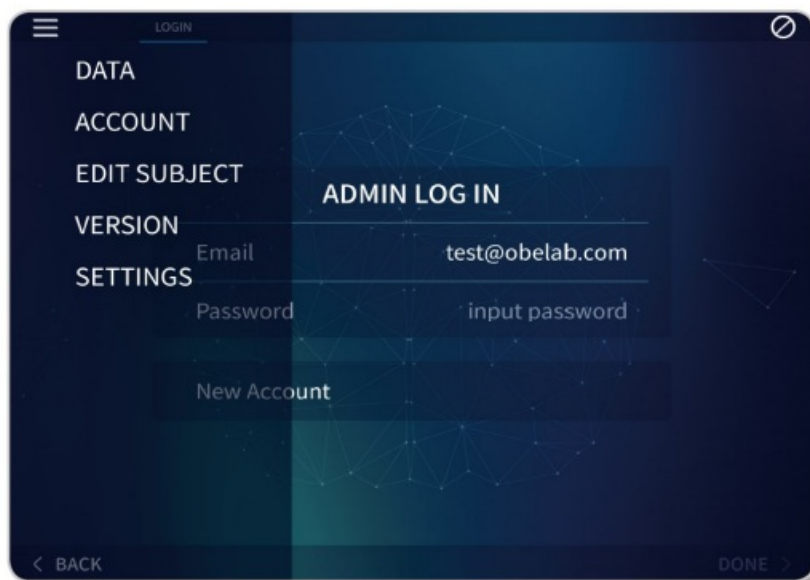 LOGIN
DATA
ACCOUNT
EDIT SUBJECT
VERSION
SETTINGS
ADMIN LOG IN
Email test@obelab.com
Password input password
New Account
< BACK
DONE >